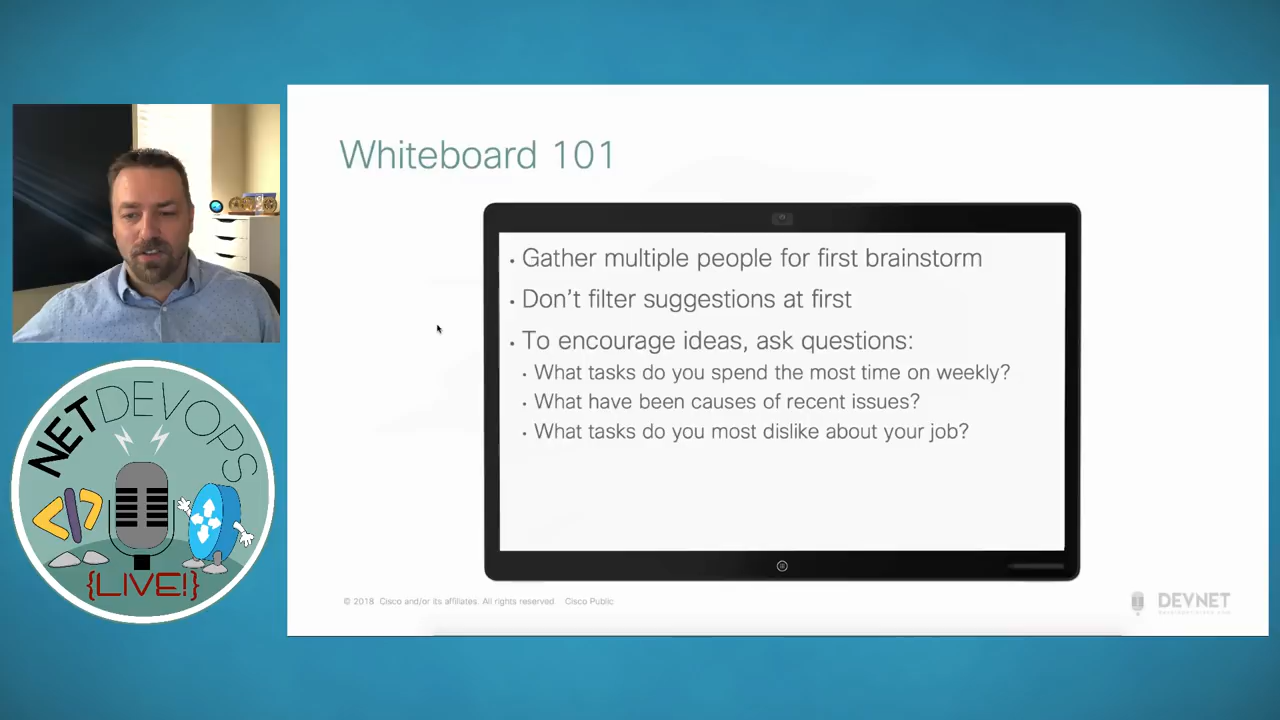 Whiteboard 101
• Gather multiple people for first brainstorm
• Don't filter suggestions at first
• To encourage ideas, ask questions:
• What tasks do you spend the most time on weekly?
• What have been causes of recent issues?
• What tasks do you most dislike about your job?
NETDEVOPS
</>
{LIVE!}
© 2018 Cisco and/or its affiliates. All rights reserved Cisco Public
DEVNET